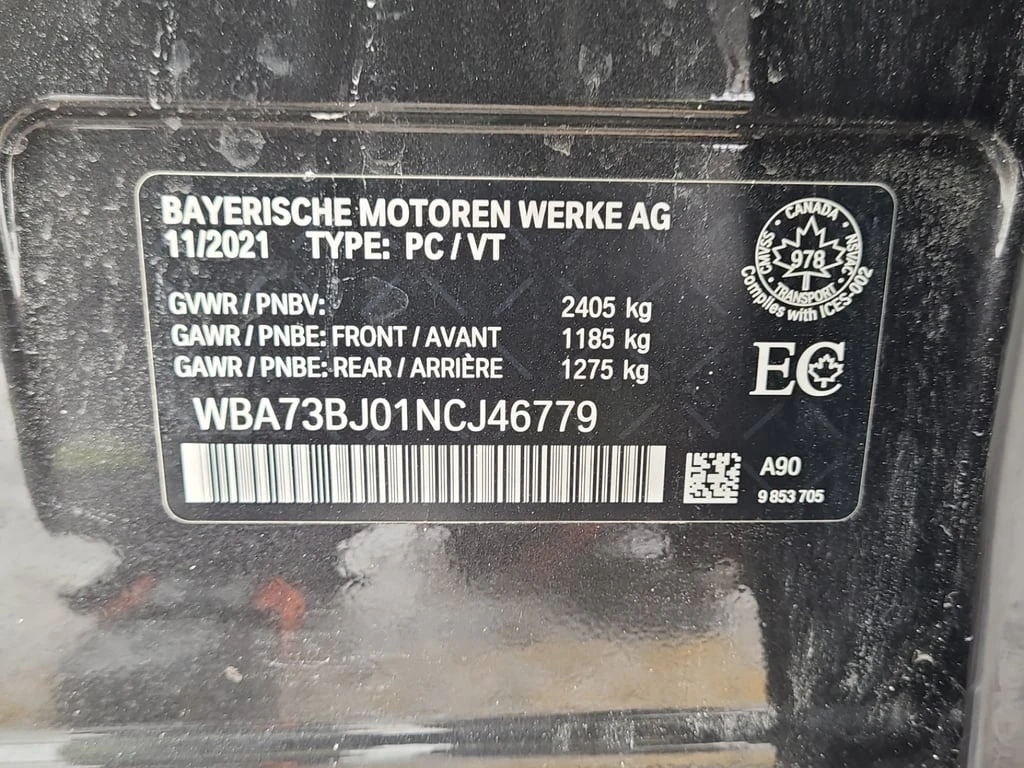 BAYERISCHE MOTOREN WERKE AG
11/2021 TYPE: PC / VT
GVWR / PNBV: 2405 kg
GAWR / PNBE: FRONT / AVANT 1185 kg
GAWR / PNBE: REAR / ARRIÈRE 1275 kg
WBA73BJ01NCJ46779
CANADA
CMVSS 978 NSVAC
TRANSPORT
Complies with ICES-002
EC
A90
9 853 705